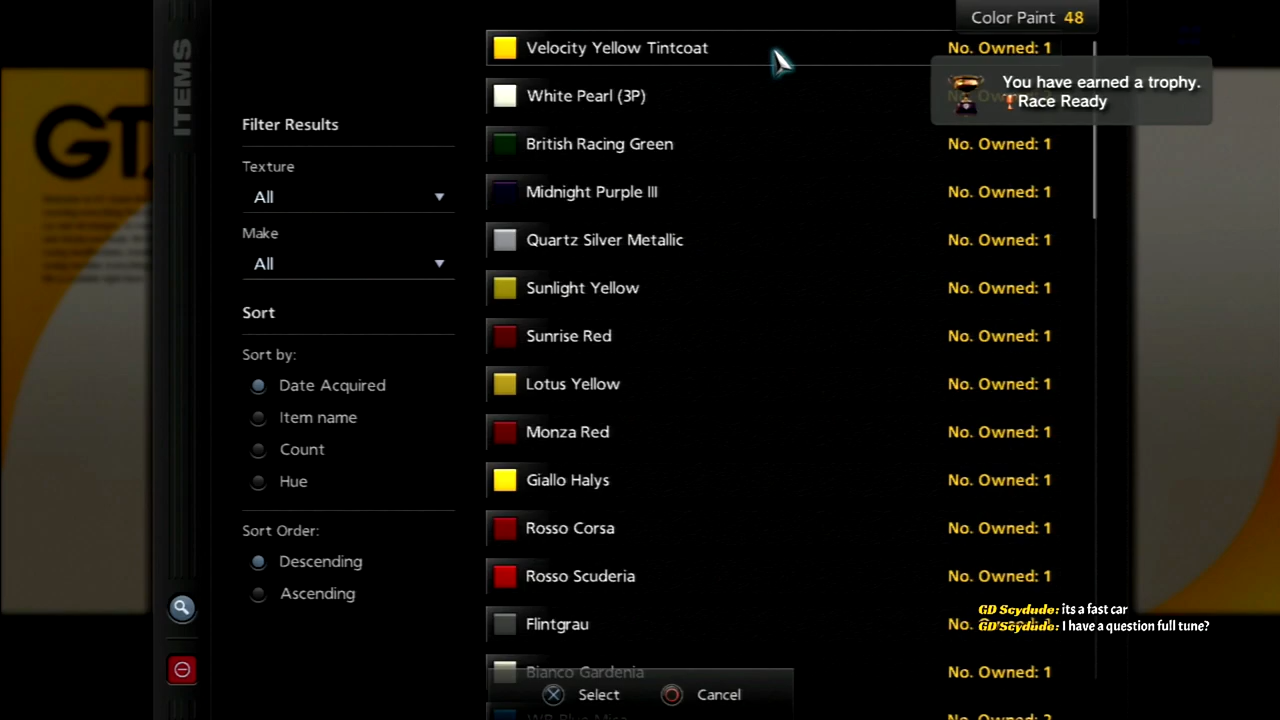 Color Paint 48
ITEMS
GT
Velocity Yellow Tintcoat No. Owned: 1
You have earned a trophy.
Race Ready
White Pearl (3P)
Filter Results
British Racing Green No. Owned: 1
Texture
All
Midnight Purple III No. Owned: 1
Make
All
Quartz Silver Metallic No. Owned: 1
Sunlight Yellow No. Owned: 1
Sort
Sunrise Red No. Owned: 1
Sort by:
Date Acquired
Lotus Yellow No. Owned: 1
Item name
Monza Red No. Owned: 1
Count
Hue
Giallo Halys No. Owned: 1
Sort Order:
Rosso Corsa No. Owned: 1
Descending
Rosso Scuderia No. Owned: 1
Ascending
GD Scydude: its a fast car
Flintgrau No.
GD Scydude: I have a question full tune?
Bianco Gardenia No. Owned: 1
Select Cancel